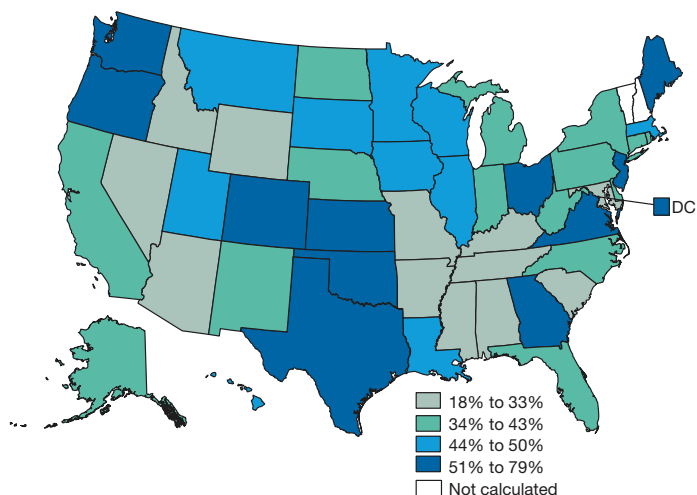 DC
18% to 33%
34% to 43%
44% to 50%
51% to 79%
Not calculated